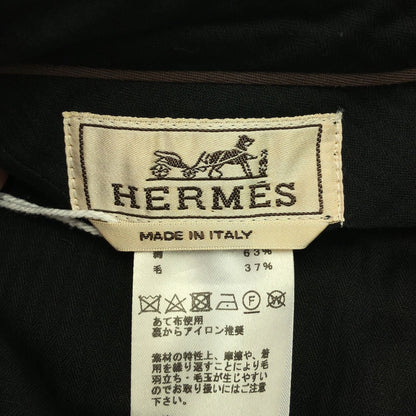 HERMES
MADE IN ITALY
綿 63%
毛 37%
F W
あて布使用
裏からアイロン推奨
素材の特性上、摩擦や、着
用を繰り返すことにより毛
羽立ち・毛玉が生じやすい
のでお取り扱いにはご注意
下さい。